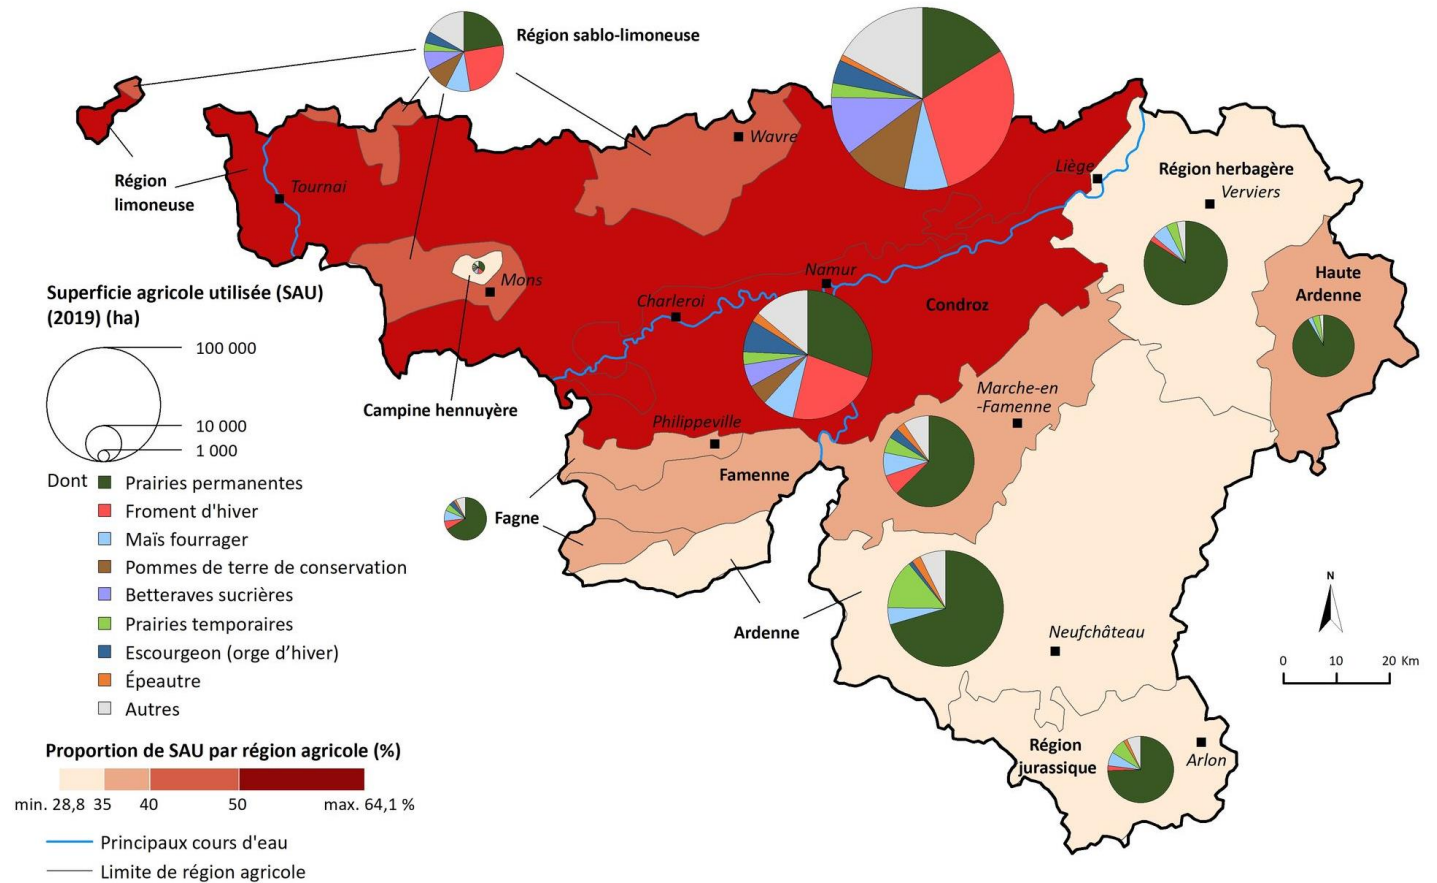 Région sablo-limoneuse
Wavre
Liège
Région herbagère
Verviers
Région
limoneuse
Tournai
Mons
Namur
Charleroi
Condroz
Haute
Ardenne
Superficie agricole utilisée (SAU)
(2019) (ha)
100 000
10 000
1 000
Campine hennuyère
Marche-en
-Famenne
Philippeville
Famenne
Fagne
Dont
Prairies permanentes
Froment d'hiver
Maïs fourrager
Pommes de terre de conservation
Betteraves sucrières
Prairies temporaires
Escourgeon (orge d’hiver)
Épeautre
Autres
Ardenne
Neufchâteau
N
0 10 20 Km
Région
jurassique
Arlon
Proportion de SAU par région agricole (%)
min. 28,8 35 40 50 max. 64,1 %
Principaux cours d'eau
Limite de région agricole